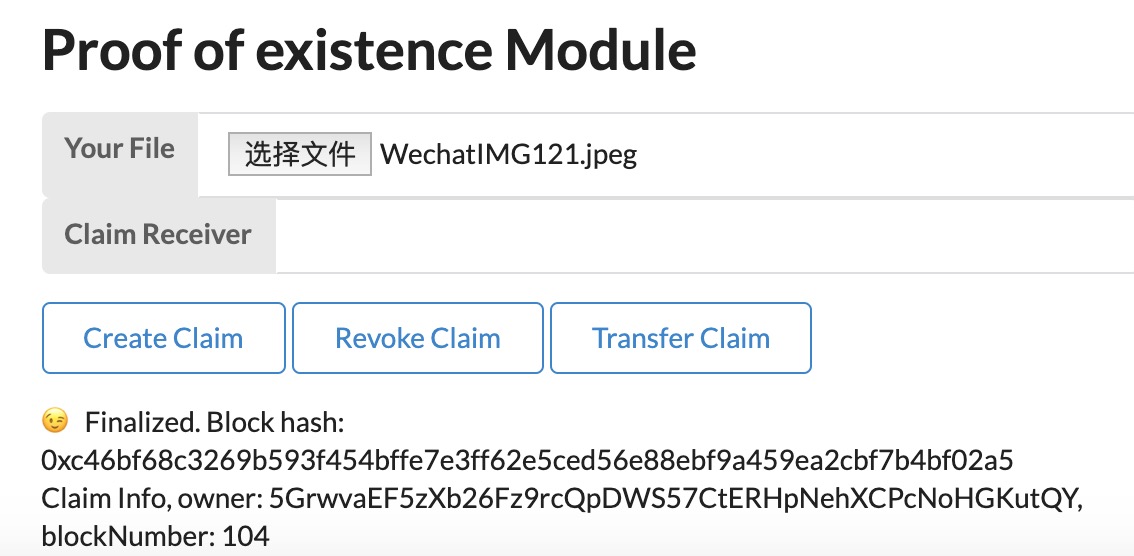 Proof of existence Module
Your File
选择文件 WechatIMG121.jpeg
Claim Receiver
Create Claim
Revoke Claim
Transfer Claim
😉 Finalized. Block hash:
0xc46bf68c3269b593f454bffe7e3ff62e5ced56e88ebf9a459ea2cbf7b4bf02a5
Claim Info, owner: 5GrwvaEF5zXb26Fz9rcQpDWS57CtERHpNehXCPcNoHGKutQY,
blockNumber: 104